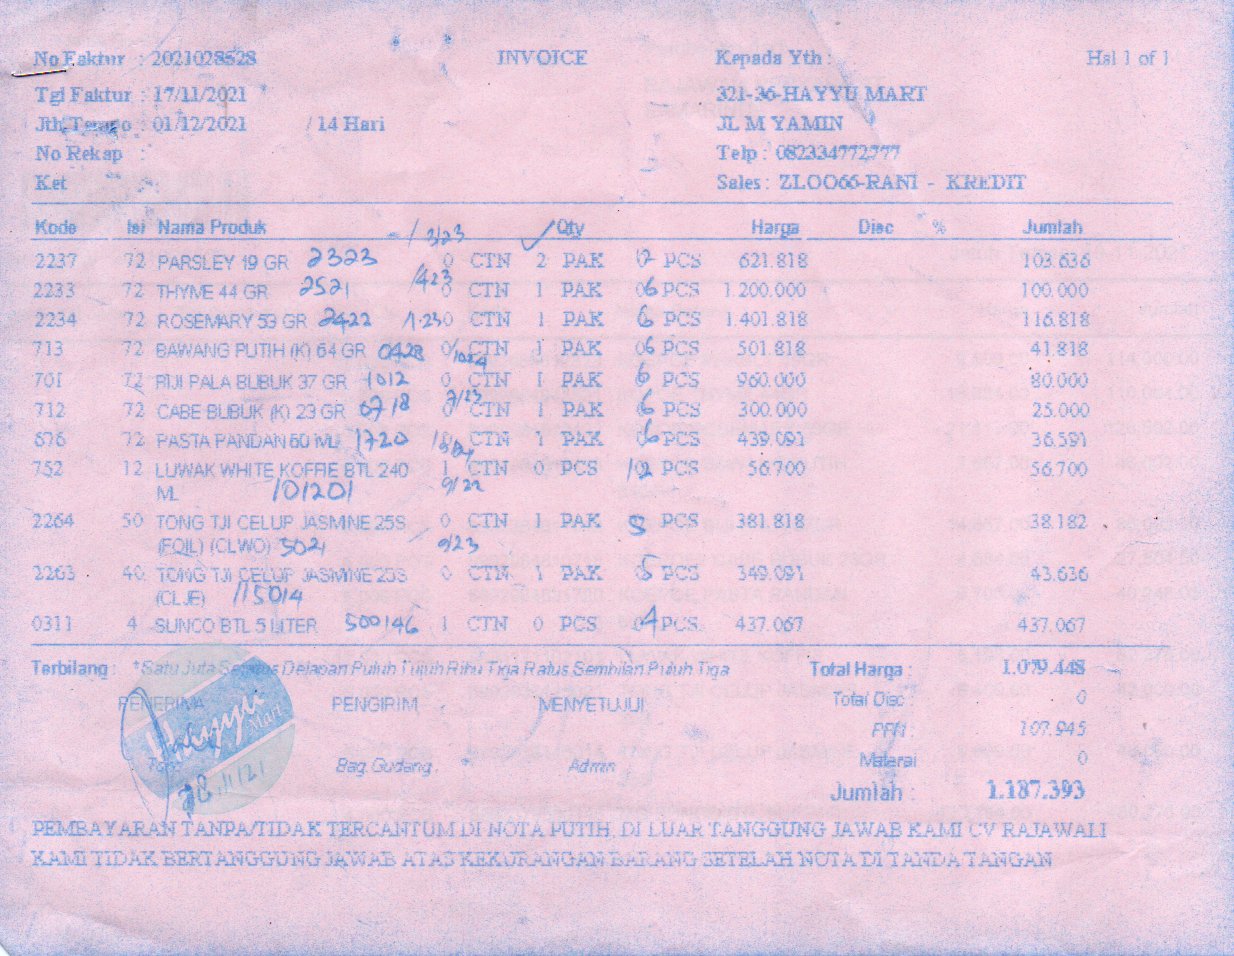 No Faktur : 2021028528 INVOICE Kepada Yth : Hal 1 of 1
Tgl Faktur : 17/11/2021 321-36-HAYYU MART
Jth Tempo : 01/12/2021 / 14 Hari JL M YAMIN
No Rekap : Telp : 082334772777
Ket Sales : ZLOO66-RANI - KREDIT
Kode Isi Nama Produk Qty Harga Disc % Jumlah
2237 72 PARSLEY 19 GR 2323 0 CTN 2 PAK 12 PCS 621.818 103.636
2233 72 THYME 44 GR 2521 0 CTN 1 PAK 06 PCS 1.200.000 100.000
2234 72 ROSEMARY 53 GR 2422 0 CTN 1 PAK 6 PCS 1.401.818 116.818
713 72 BAWANG PUTIH (K) 64 GR CTN 1 PAK 06 PCS 501.818 41.818
701 72 BIJI PALA BUBUK 37 GR 1012 0 CTN 1 PAK 6 PCS 960.000 80.000
712 72 CABE BUBUK (K) 23 GR 0718 7/23 0 CTN 1 PAK 6 PCS 300.000 25.000
676 72 PASTA PANDAN 60 ML 1720 CTN 1 PAK 6 PCS 439.091 36.591
752 12 LUWAK WHITE KOFFIE BTL 240 1 CTN 0 PCS 12 PCS 56.700 56.700
ML 101201 9/22
2264 50 TONG TJI CELUP JASMINE 25S 0 CTN 1 PAK 5 PCS 381.818 38.182
(EQIL) (CLWO) 5021 9/23
2263 40 TONG TJI CELUP JASMINE 25S 0 CTN 1 PAK 5 PCS 349.091 43.636
(CLJE) 115014
0311 4 SUNCO BTL 5 LITER 500146 1 CTN 0 PCS 04 PCS 437.067 437.067
Terbilang : *Satu Juta Seratus Delapan Puluh Tujuh Ribu Tiga Ratus Sembilan Puluh Tiga Total Harga : 1.079.448
PENERIMA PENGIRIM MENYETUJUI Total Disc : 0
Hayyu Mart PPN : 107.945
Toko Bag Gudang Admin Materai 0
Jumlah : 1.187.393
PEMBAYARAN TANPA/TIDAK TERCANTUM DI NOTA PUTIH, DI LUAR TANGGUNG JAWAB KAMI CV RAJAWALI
KAMI TIDAK BERTANGGUNG JAWAB ATAS KEKURANGAN BARANG SETELAH NOTA DI TANDA TANGAN